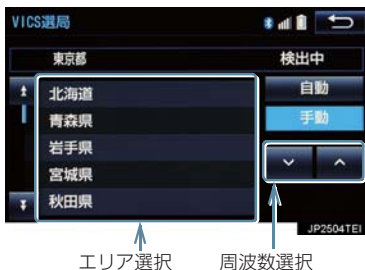 VICS選局
東京都 検出中
北海道 自動
青森県 手動
岩手県
宮城県
秋田県
JP2504TEI
エリア選択 周波数選択